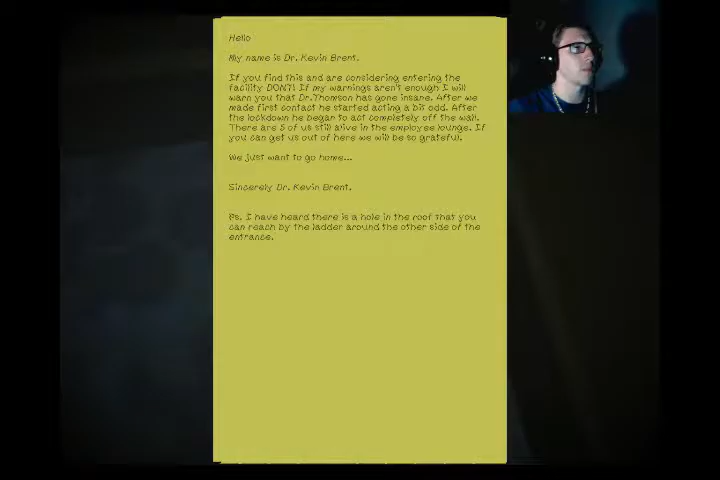 Hello
My name is Dr. Kevin Brent.
If you find this and are considering entering the
facility DON'T! If my warnings aren't enough I will
warn you that Dr.Thomson has gone insane. After we
made first contact he started acting a bit odd. After
the lockdown he began to act completely off the wall.
There are 5 of us still alive in the employee lounge. If
you can get us out of here we will be so grateful.
We just want to go home...
Sincerely Dr. Kevin Brent.
Ps. I have heard there is a hole in the roof that you
can reach by the ladder around the other side of the
entrance.